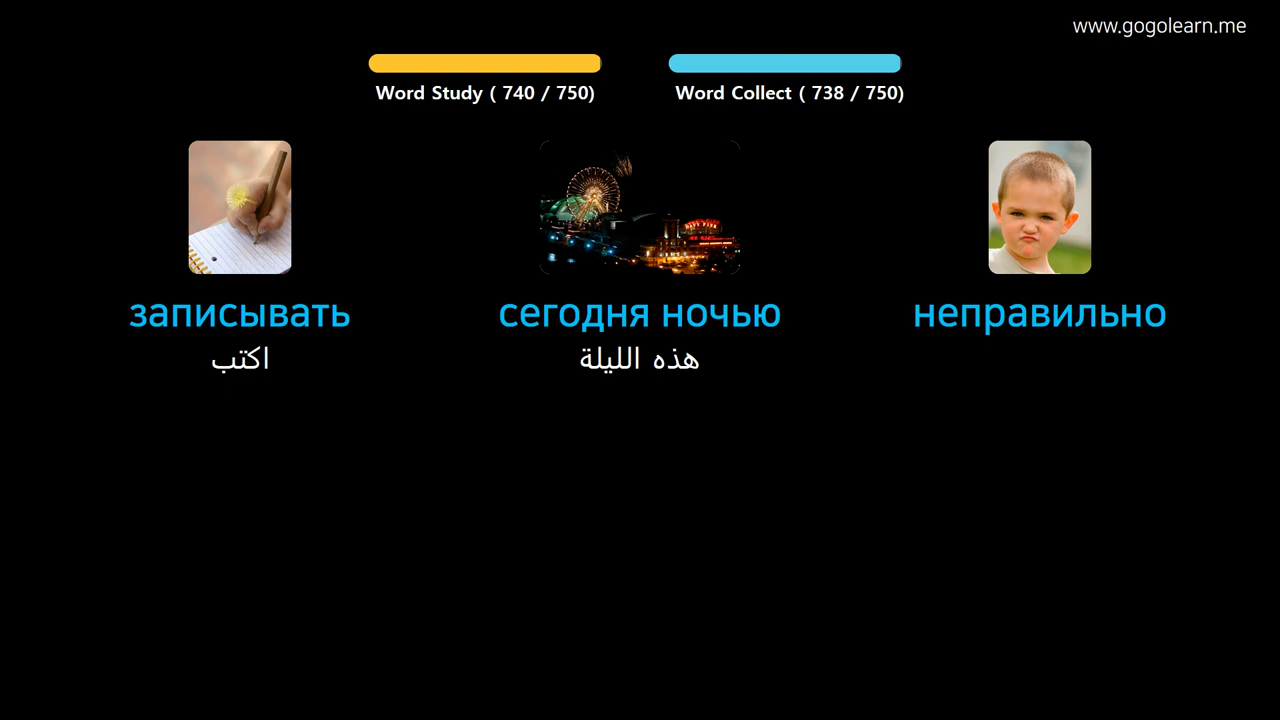 www.gogolearn.me
Word Study ( 740 / 750)
Word Collect ( 738 / 750)
записывать
сегодня ночью
неправильно
اكتب
هذه الليلة